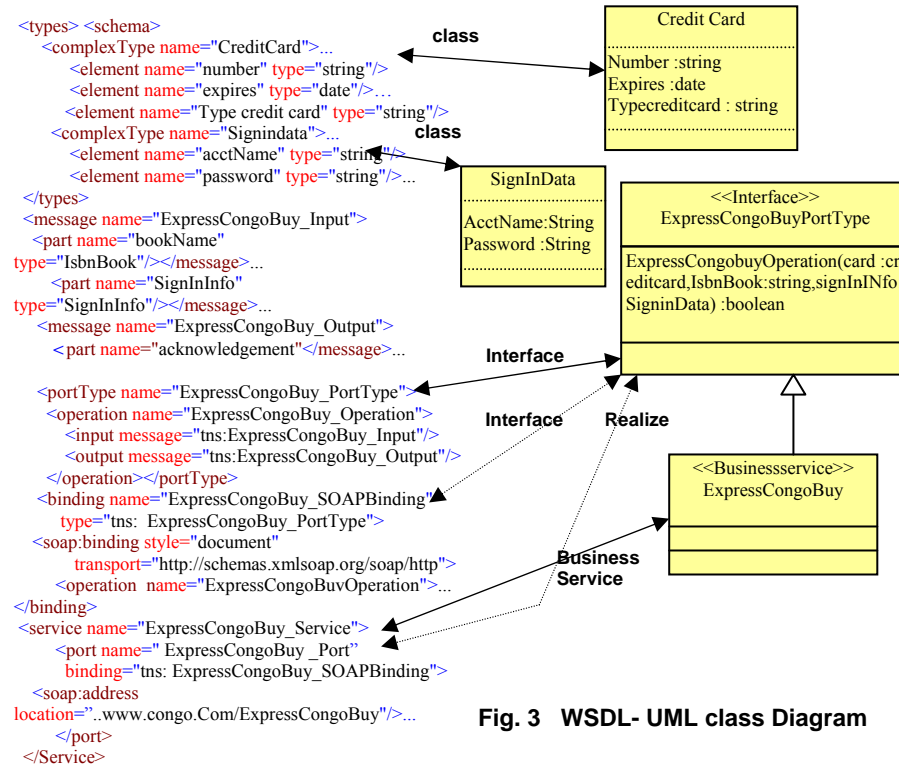 <types> <schema>
<complexType name="CreditCard">...
<element name="number" type="string"/>
<element name="expires" type="date"/>...
<element name="Type credit card" type="string"/>
<complexType name="Signindata">...
<element name="acctName" type="string"/>
<element name="password" type="string"/>...
</types>
<message name="ExpressCongoBuy_Input">
<part name="bookName"
type="IsbnBook"/></message>...
<part name="SignInInfo"
type="SignInInfo"/></message>...
<message name="ExpressCongoBuy_Output">
<part name="acknowledgement"</message>...
<portType name="ExpressCongoBuy_PortType">
<operation name="ExpressCongoBuy_Operation">
<input message="tns:ExpressCongoBuy_Input"/>
<output message="tns:ExpressCongoBuy_Output"/>
</operation></portType>
<binding name="ExpressCongoBuy_SOAPBinding"
type="tns: ExpressCongoBuy_PortType">
<soap:binding style="document"
transport="http://schemas.xmlsoap.org/soap/http">
<operation name="ExpressCongoBuvOperation">...
</binding>
<service name="ExpressCongoBuy_Service">
<port name=" ExpressCongoBuy _Port”
binding="tns: ExpressCongoBuy_SOAPBinding">
<soap:address
location=”..www.congo.Com/ExpressCongoBuy"/>...
</port>
</Service>
class
class
Interface
Interface
Realize
Business
Service
Credit Card
Number :string
Expires :date
Typecreditcard : string
SignInData
AcctName:String
Password :String
<<Interface>>
ExpressCongoBuyPortType
ExpressCongobuyOperation(card :cr
editcard,IsbnBook:string,signInINfo
SigninData) :boolean
<<Businessservice>>
ExpressCongoBuy
Fig. 3 WSDL- UML class Diagram